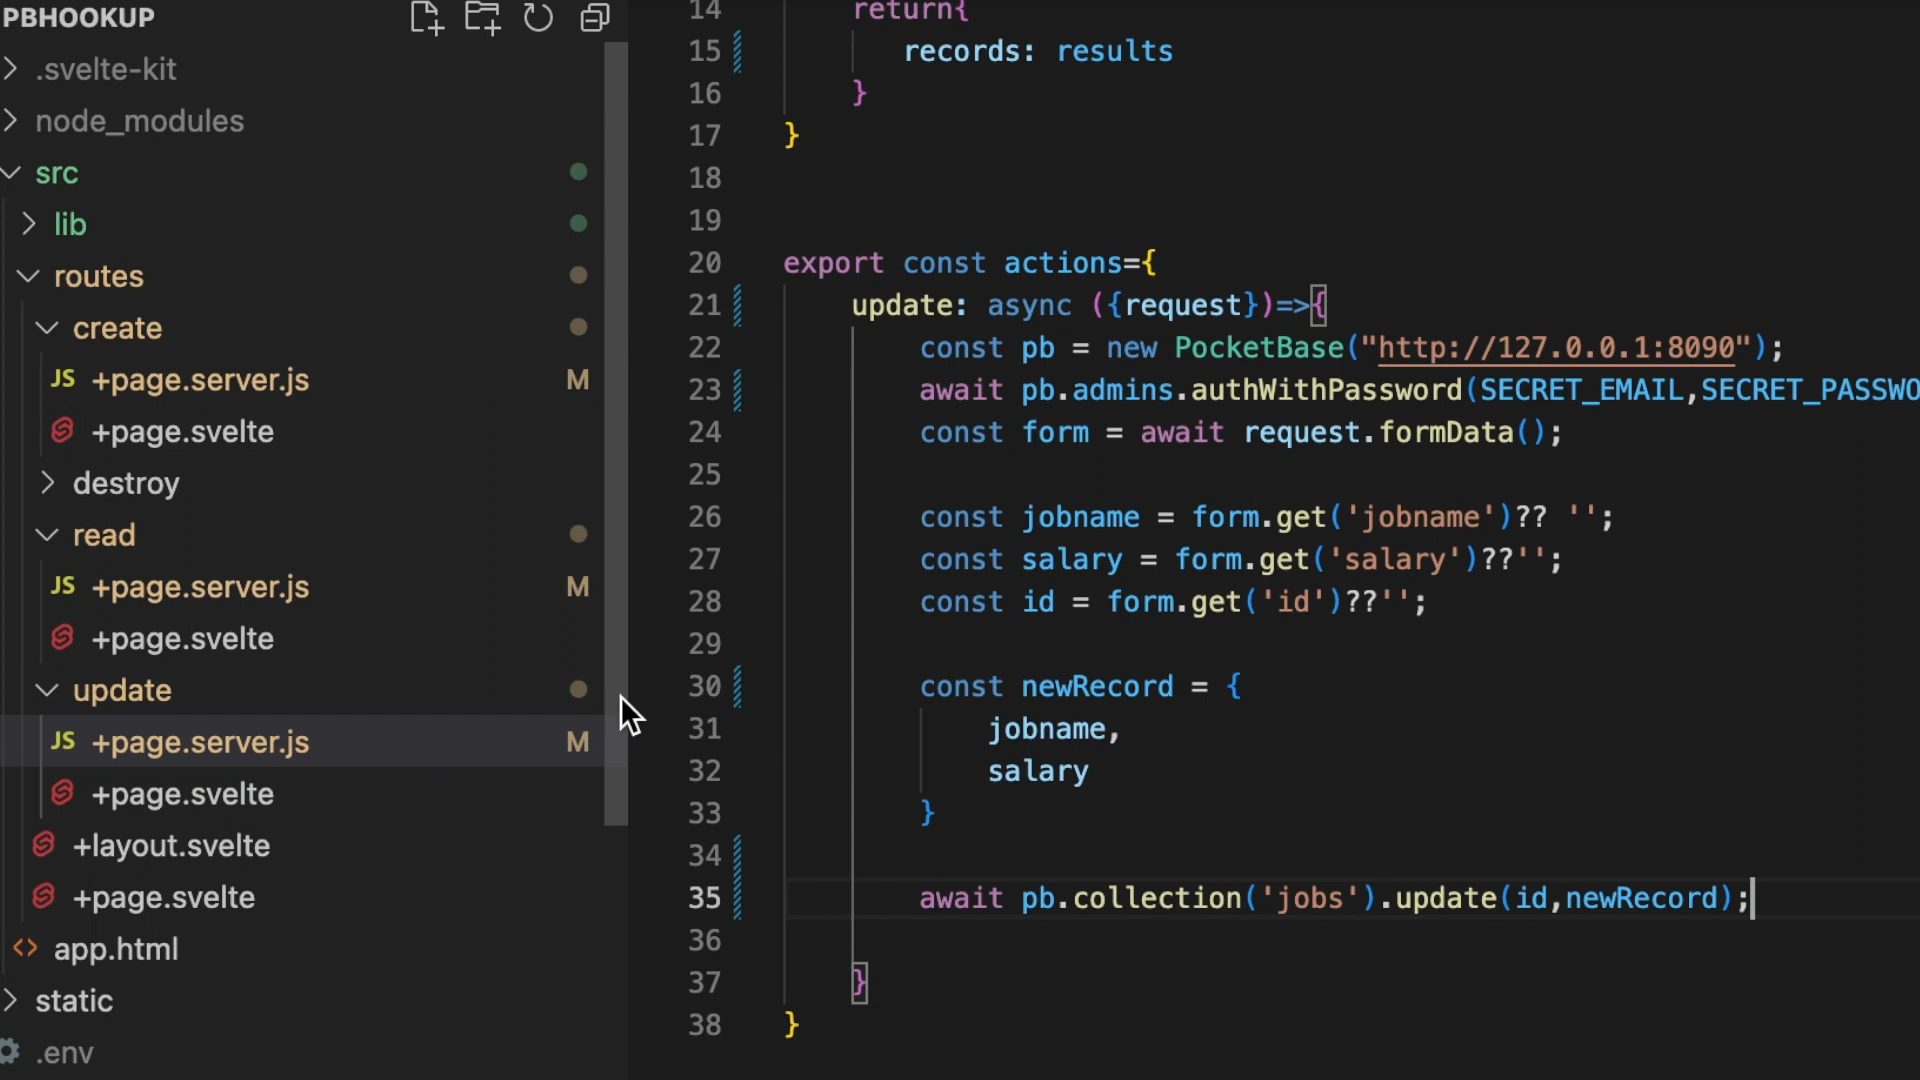 PBHOOKUP
.svelte-kit
node_modules
src
lib
routes
create
JS +page.server.js M
+page.svelte
destroy
read
JS +page.server.js M
+page.svelte
update
JS +page.server.js M
+page.svelte
+layout.svelte
+page.svelte
<> app.html
static
.env
14 return{
15 records: results
16 }
17 }
18
19
20 export const actions={
21 update: async ({request})=>{
22 const pb = new PocketBase("http://127.0.0.1:8090");
23 await pb.admins.authWithPassword(SECRET_EMAIL,SECRET_PASSWO
24 const form = await request.formData();
25
26 const jobname = form.get('jobname')?? '';
27 const salary = form.get('salary')??'';
28 const id = form.get('id')??'';
29
30 const newRecord = {
31 jobname,
32 salary
33 }
34
35 await pb.collection('jobs').update(id,newRecord);
36
37 }
38 }